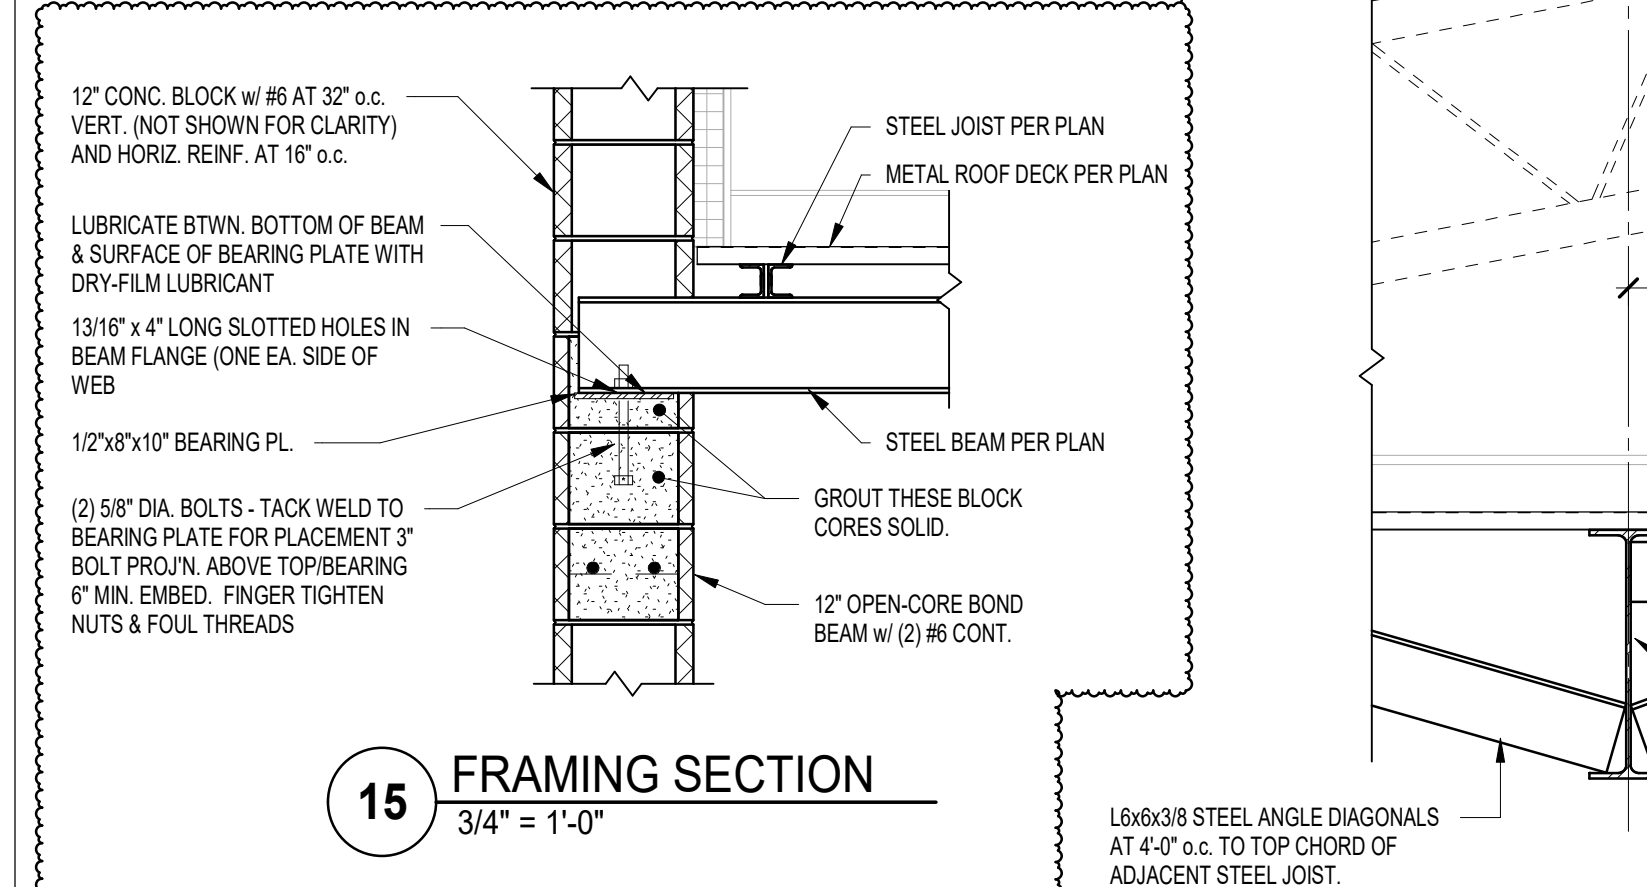 12" CONC. BLOCK w/ #6 AT 32" o.c.
VERT. (NOT SHOWN FOR CLARITY)
AND HORIZ. REINF. AT 16" o.c.
LUBRICATE BTWN. BOTTOM OF BEAM
& SURFACE OF BEARING PLATE WITH
DRY-FILM LUBRICANT
13/16" x 4" LONG SLOTTED HOLES IN
BEAM FLANGE (ONE EA. SIDE OF
WEB
1/2"x8"x10" BEARING PL.
(2) 5/8" DIA. BOLTS - TACK WELD TO
BEARING PLATE FOR PLACEMENT 3"
BOLT PROJ'N. ABOVE TOP/BEARING
6" MIN. EMBED.  FINGER TIGHTEN
NUTS & FOUL THREADS
STEEL JOIST PER PLAN
METAL ROOF DECK PER PLAN
STEEL BEAM PER PLAN
GROUT THESE BLOCK
CORES SOLID.
12" OPEN-CORE BOND
BEAM w/ (2) #6 CONT.
15
FRAMING SECTION
3/4" = 1'-0"
L6x6x3/8 STEEL ANGLE DIAGONALS
AT 4'-0" o.c. TO TOP CHORD OF
ADJACENT STEEL JOIST.